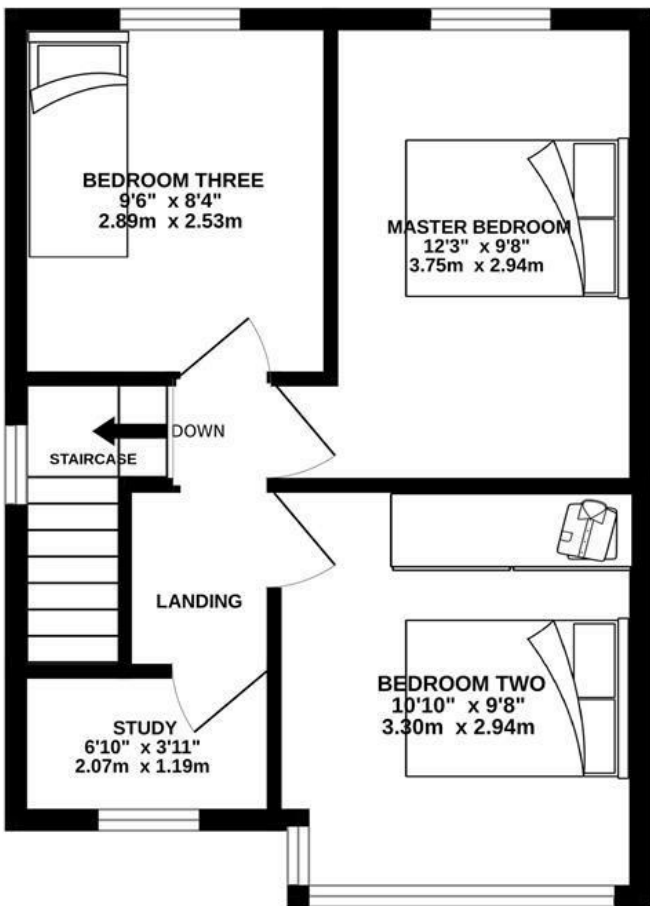 BEDROOM THREE
9'6" x 8'4"
2.89m x 2.53m
MASTER BEDROOM
12'3" x 9'8"
3.75m x 2.94m
DOWN
STAIRCASE
LANDING
BEDROOM TWO
10'10" x 9'8"
3.30m x 2.94m
STUDY
6'10" x 3'11"
2.07m x 1.19m